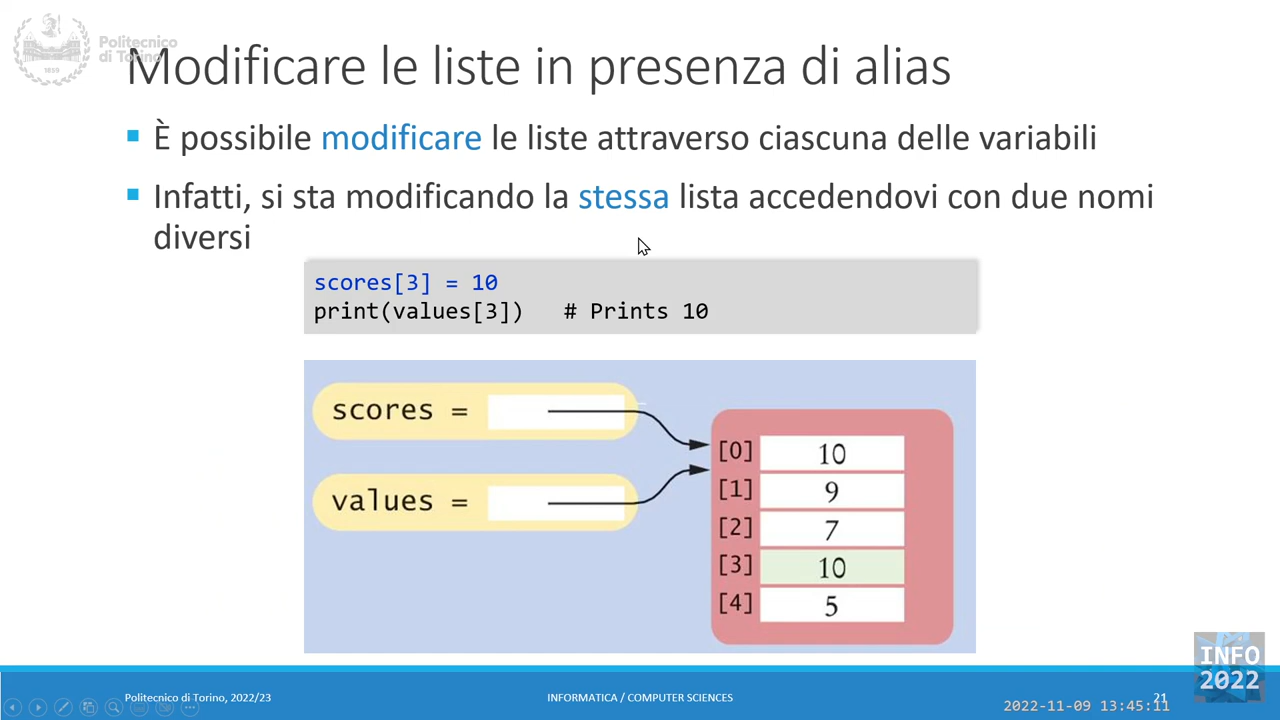 Politecnico
di Torino
Modificare le liste in presenza di alias
È possibile modificare le liste attraverso ciascuna delle variabili
Infatti, si sta modificando la stessa lista accedendovi con due nomi
diversi
scores[3] = 10
print(values[3]) # Prints 10
scores =
values =
[0] 10
[1] 9
[2] 7
[3] 10
[4] 5
INFO
2022
Politecnico di Torino, 2022/23
INFORMATICA / COMPUTER SCIENCES
21
2022-11-09 13:45:11